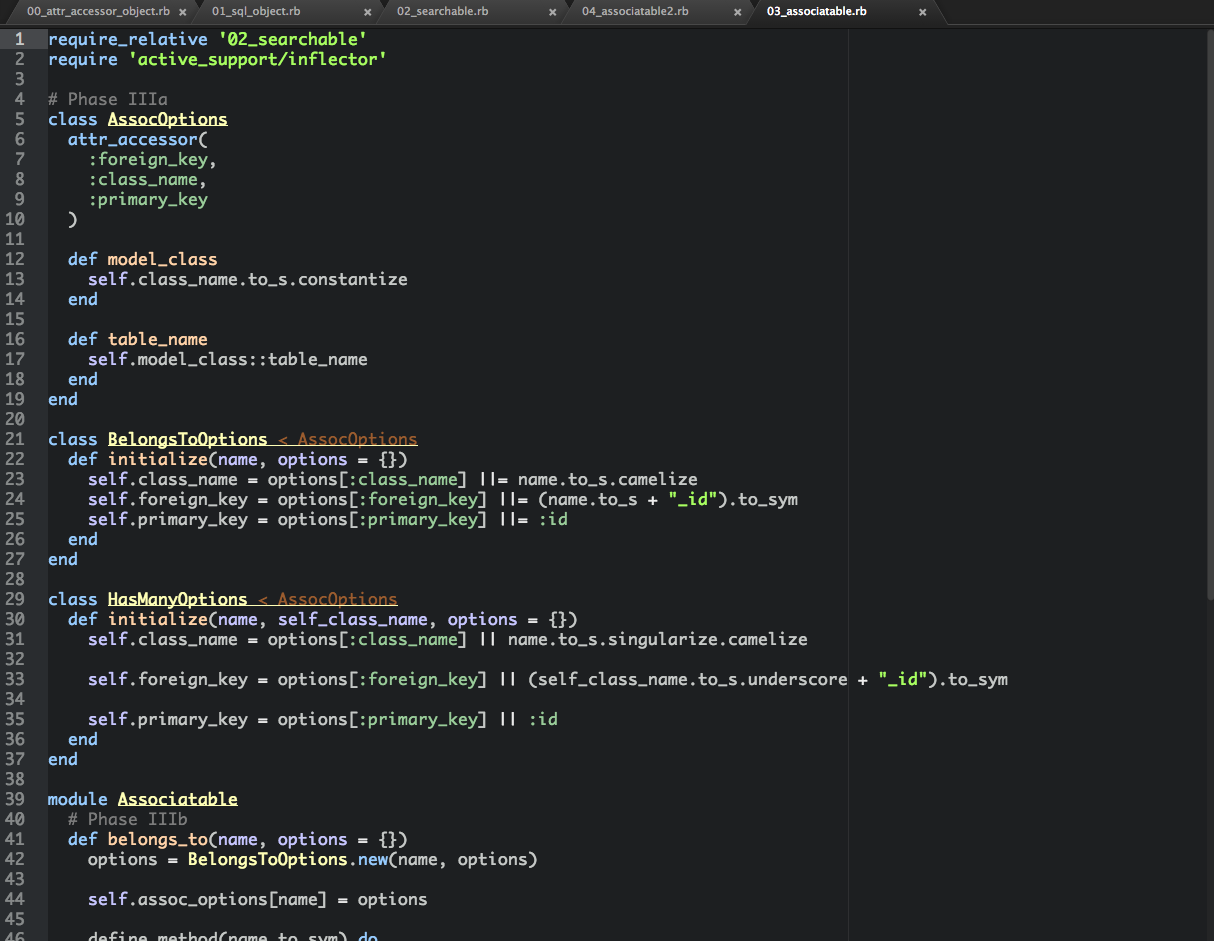 00_attr_accessor_object.rb × 01_sql_object.rb × 02_searchable.rb × 04_associatable2.rb × 03_associatable.rb ×
1 require_relative '02_searchable'
2 require 'active_support/inflector'
3
4 # Phase IIIa
5 class AssocOptions
6   attr_accessor(
7     :foreign_key,
8     :class_name,
9     :primary_key
10   )
11
12   def model_class
13     self.class_name.to_s.constantize
14   end
15
16   def table_name
17     self.model_class::table_name
18   end
19 end
20
21 class BelongsToOptions < AssocOptions
22   def initialize(name, options = {})
23     self.class_name = options[:class_name] ||= name.to_s.camelize
24     self.foreign_key = options[:foreign_key] ||= (name.to_s + "_id").to_sym
25     self.primary_key = options[:primary_key] ||= :id
26   end
27 end
28
29 class HasManyOptions < AssocOptions
30   def initialize(name, self_class_name, options = {})
31     self.class_name = options[:class_name] || name.to_s.singularize.camelize
32
33     self.foreign_key = options[:foreign_key] || (self_class_name.to_s.underscore + "_id").to_sym
34
35     self.primary_key = options[:primary_key] || :id
36   end
37 end
38
39 module Associatable
40   # Phase IIIb
41   def belongs_to(name, options = {})
42     options = BelongsToOptions.new(name, options)
43
44     self.assoc_options[name] = options
45
46     define_method(name.to_sym) do